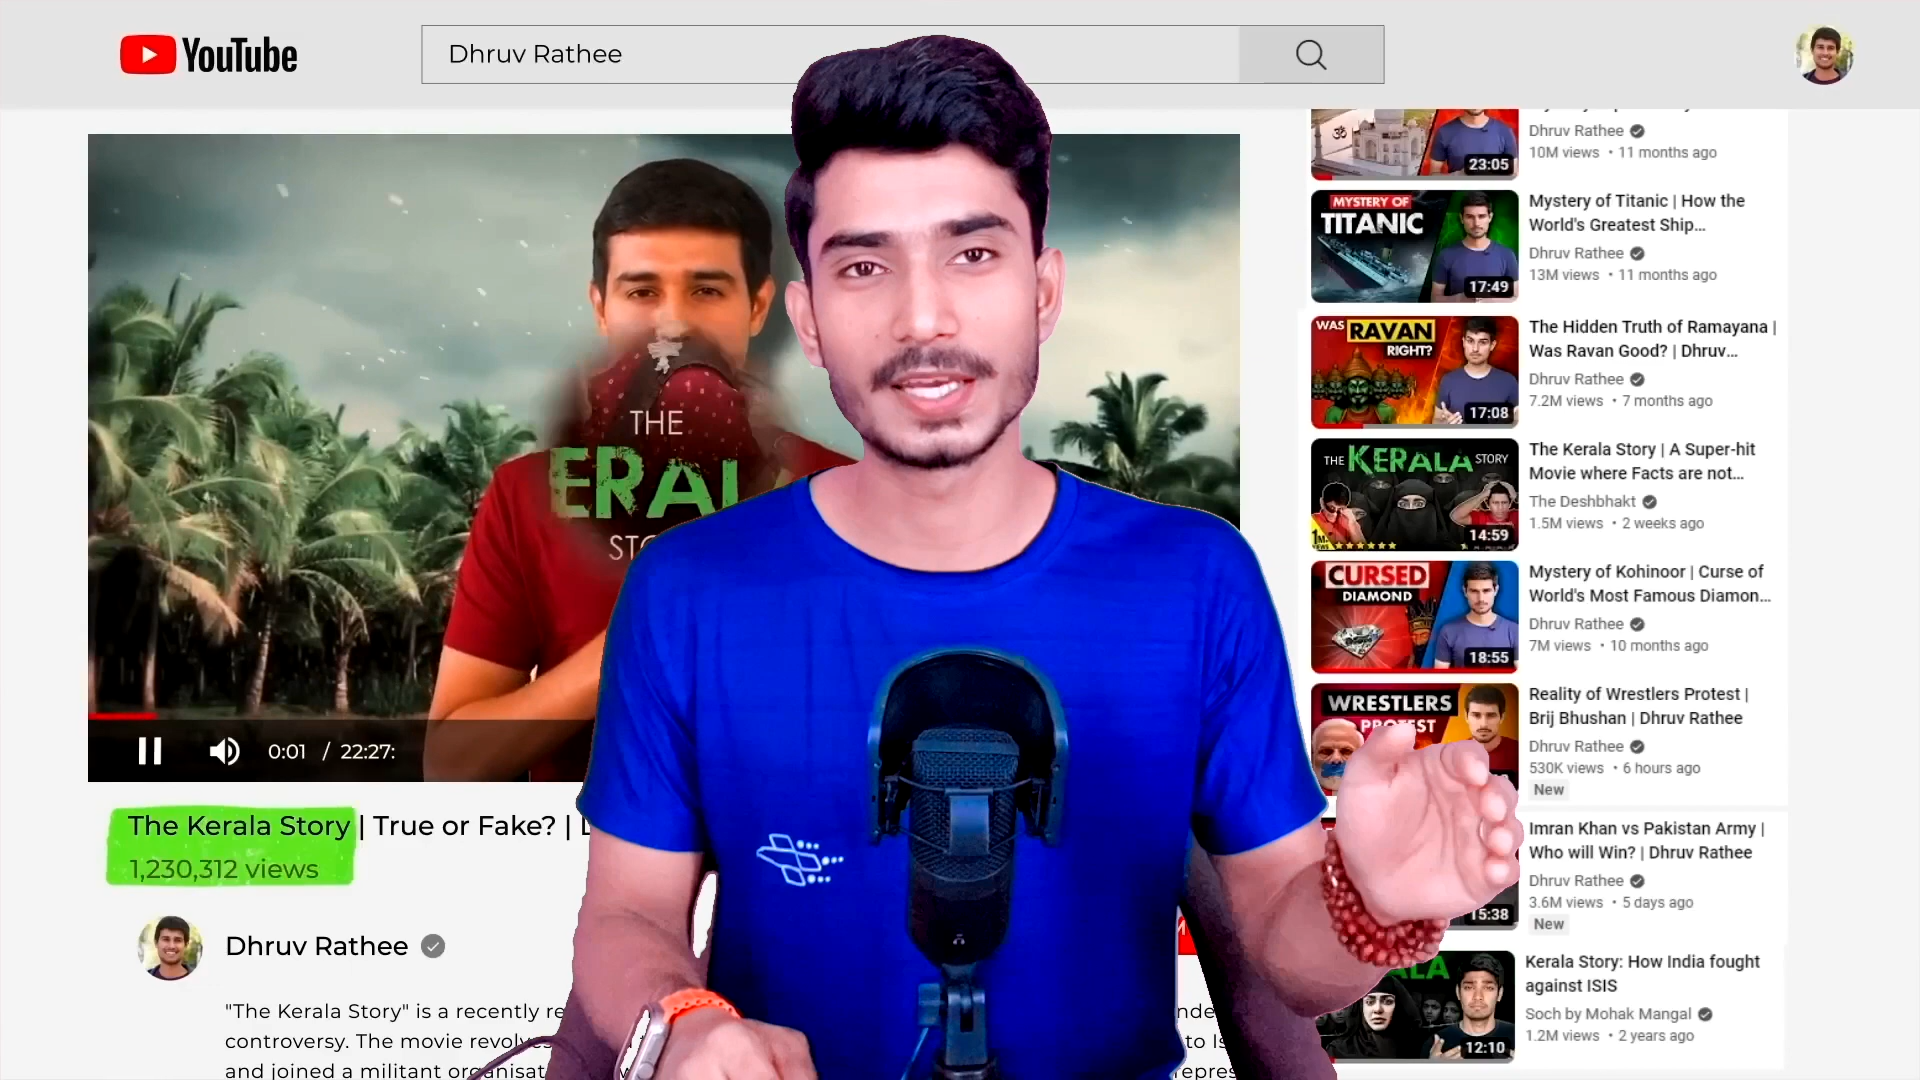 YouTube
Dhruv Rathee
THE
ERALA
0:01 / 22:27:
The Kerala Story | True or Fake? |
1,230,312 views
Dhruv Rathee
"The Kerala Story" is a recently
controversy. The movie
and joined a militant
23:05
Dhruv Rathee
10M views • 11 months ago
MYSTERY OF
TITANIC
17:49
Mystery of Titanic | How the
World's Greatest Ship...
Dhruv Rathee
13M views • 11 months ago
WAS RAVAN
RIGHT?
17:08
The Hidden Truth of Ramayana |
Was Ravan Good? | Dhruv...
Dhruv Rathee
7.2M views • 7 months ago
THE KERALA STORY
14:59
The Kerala Story | A Super-hit
Movie where Facts are not...
The Deshbhakt
1.5M views • 2 weeks ago
CURSED
DIAMOND
18:55
Mystery of Kohinoor | Curse of
World's Most Famous Diamon...
Dhruv Rathee
7M views • 10 months ago
WRESTLERS
PROTEST
Reality of Wrestlers Protest |
Brij Bhushan | Dhruv Rathee
Dhruv Rathee
530K views • 6 hours ago
New
15:38
Imran Khan vs Pakistan Army |
Who will Win? | Dhruv Rathee
Dhruv Rathee
3.6M views • 5 days ago
New
12:10
Kerala Story: How India fought
against ISIS
Soch by Mohak Mangal
1.2M views • 2 years ago